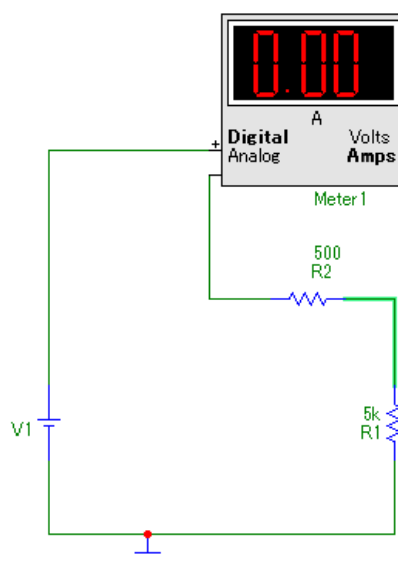 0.00
A
+
Digital Volts
Analog Amps
Meter1
500
R2
5k
R1
V1